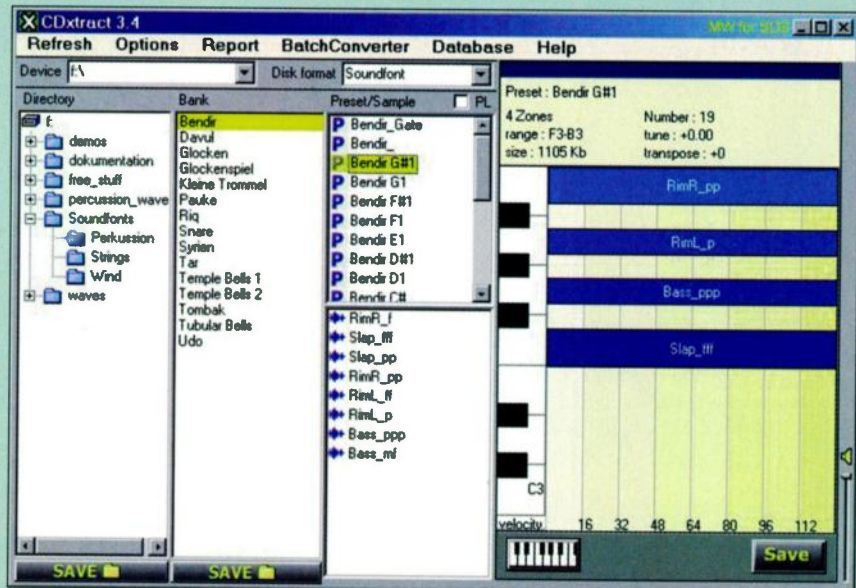 CDxtract 3.4
Refresh Options Report BatchConverter Database Help
Device f:\ Disk format Soundfont
Directory
f:
demos
dokumentation
free_stuff
percussion_wave
Soundfonts
Perkussion
Strings
Wind
waves
SAVE
Bank
Bendir
Davul
Glocken
Glockenspiel
Kleine Trommel
Pauke
Riq
Snare
Syrien
Tar
Temple Bells 1
Temple Bells 2
Tombak
Tubular Bells
Udo
SAVE
Preset/Sample PL
P Bendir_Gate
P Bendir_
P Bendir G#1
P Bendir G1
P Bendir F#1
P Bendir F1
P Bendir E1
P Bendir D#1
P Bendir D1
P Bendir C#
RimR_f
Slap_fff
Slap_pp
RimR_pp
RimL_ff
RimL_p
Bass_ppp
Bass_mf
Preset : Bendir G#1
4 Zones Number : 19
range : F3-B3 tune : +0.00
size : 1105 Kb transpose : +0
RimR_pp
RimL_p
Bass_ppp
Slap_fff
C3
velocity 16 32 48 64 80 96 112
Save